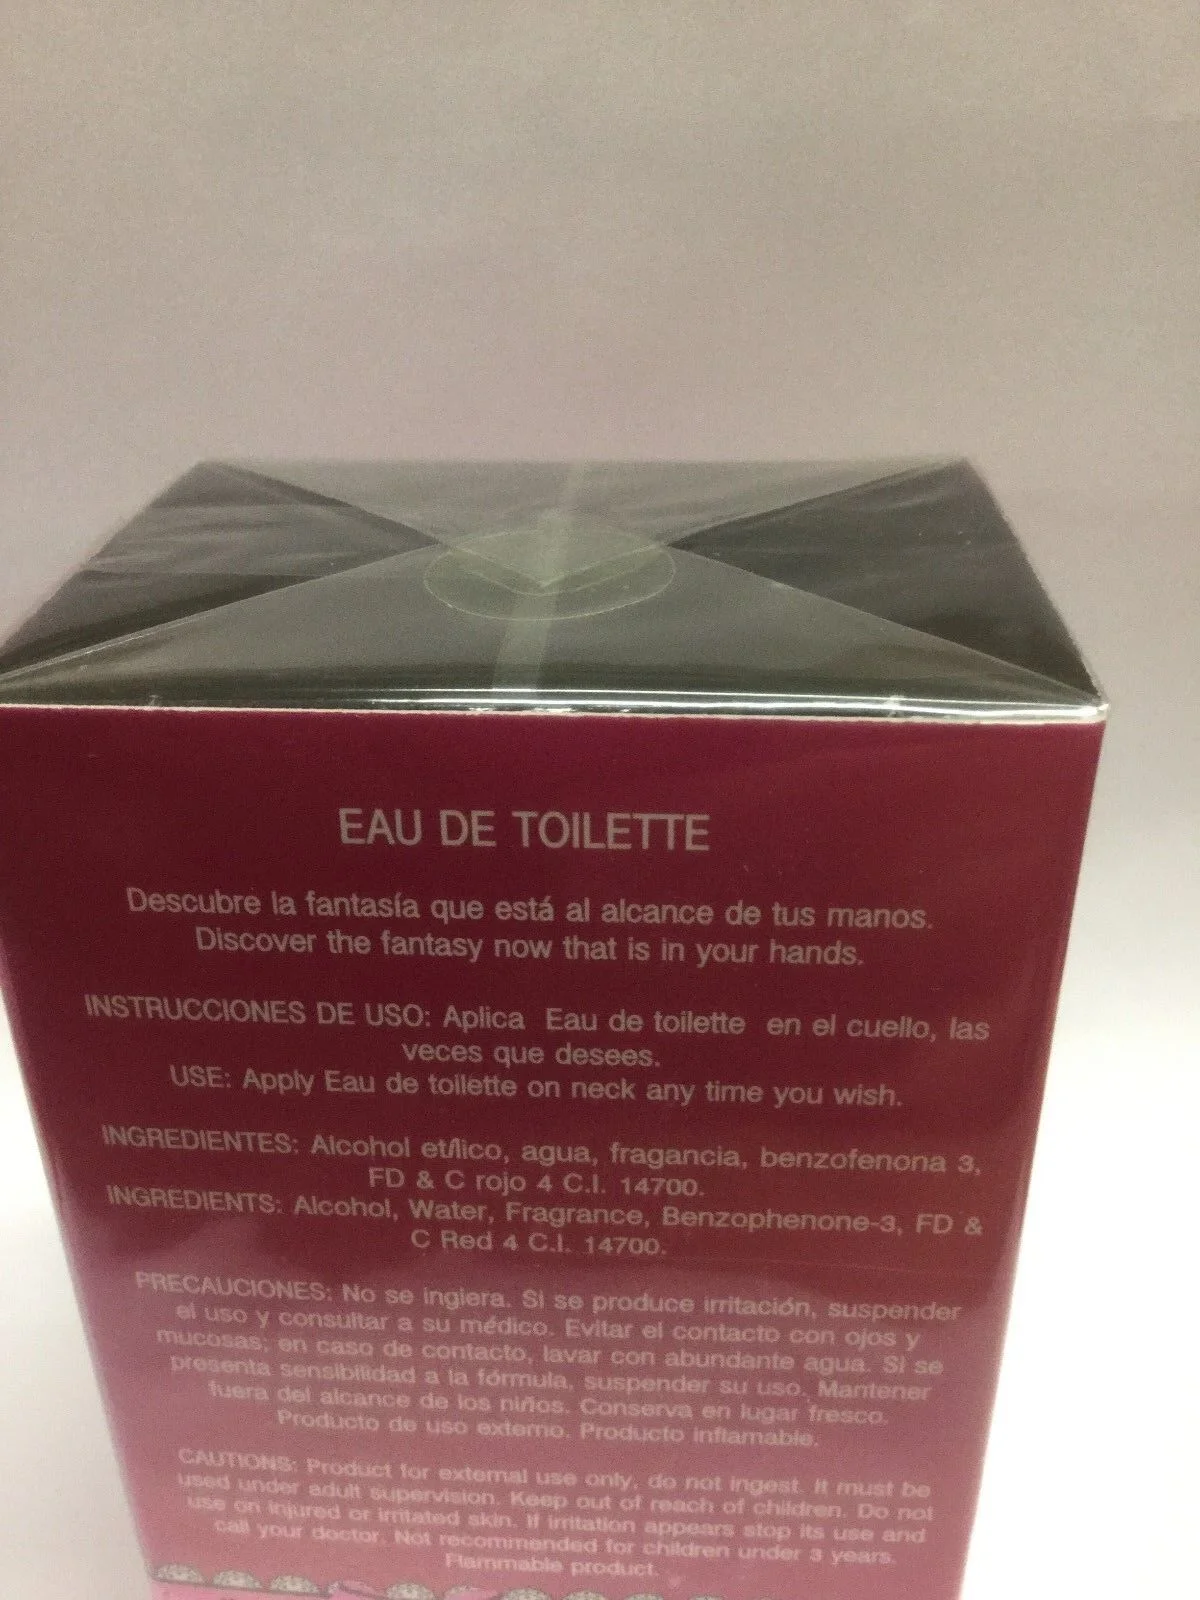 EAU DE TOILETTE
Descubre la fantasía que está al alcance de tus manos.
Discover the fantasy now that is in your hands.
INSTRUCCIONES DE USO: Aplica Eau de toilette en el cuello, las
veces que desees.
USE: Apply Eau de toilette on neck any time you wish.
INGREDIENTES: Alcohol etílico, agua, fragancia, benzofenona 3,
FD & C rojo 4 C.I. 14700.
INGREDIENTS: Alcohol, Water, Fragrance, Benzophenone-3, FD &
C Red 4 C.I. 14700.
PRECAUCIONES: No se ingiera. Si se produce irritación, suspender
el uso y consultar a su médico. Evitar el contacto con ojos y
mucosas; en caso de contacto, lavar con abundante agua. Si se
presenta sensibilidad a la fórmula, suspender su uso. Mantener
fuera del alcance de los niños. Conserva en lugar fresco.
Producto de uso externo. Producto inflamable.
CAUTIONS: Product for external use only, do not ingest. It must be
used under adult supervision. Keep out of reach of children. Do not
use on injured or irritated skin. If irritation appears stop its use and
call your doctor. Not recommended for children under 3 years.
Flammable product.